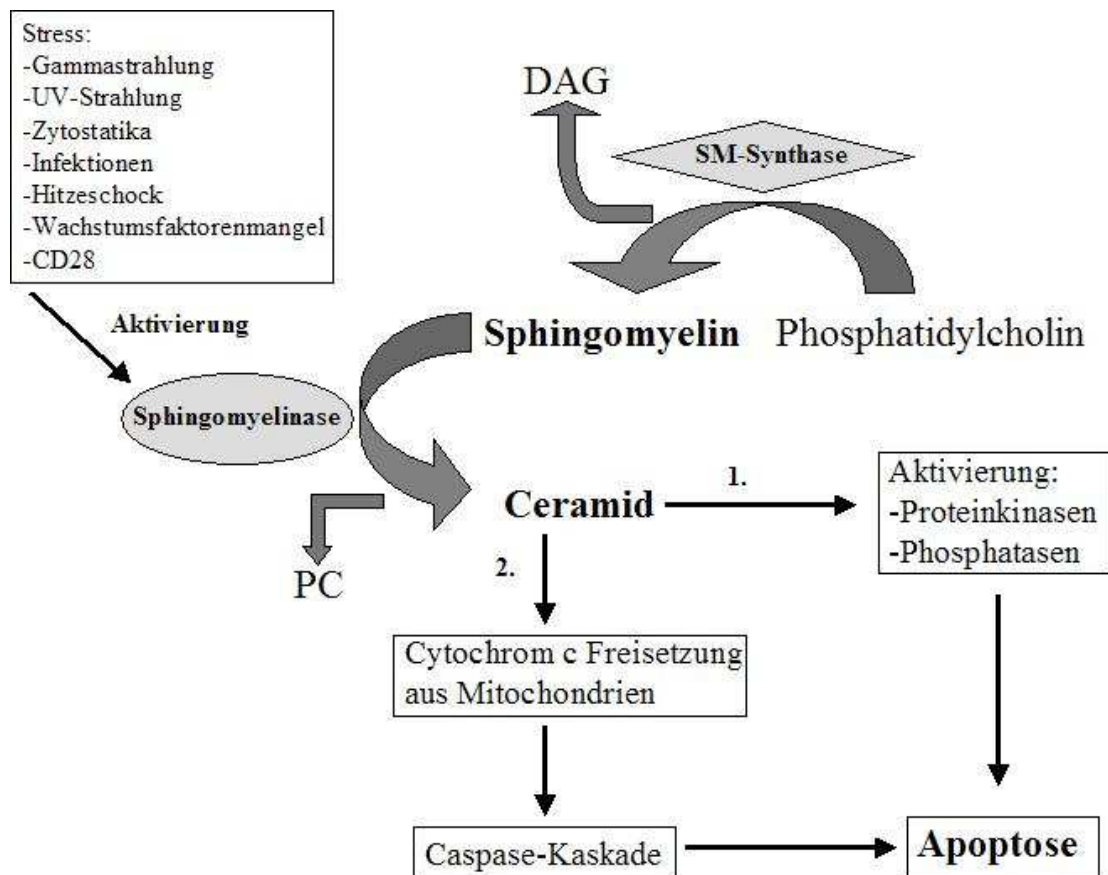 Stress:
-Gammastrahlung
-UV-Strahlung
-Zytostatika
-Infektionen
-Hitzeschock
-Wachstumsfaktorenmangel
-CD28
DAG
SM-Synthase
Aktivierung
Sphingomyelin
Phosphatidylcholin
Sphingomyelinase
Ceramid
1.
Aktivierung:
-Proteinkinasen
-Phosphatasen
PC
2.
Cytochrom c Freisetzung
aus Mitochondrien
Caspase-Kaskade
Apoptose